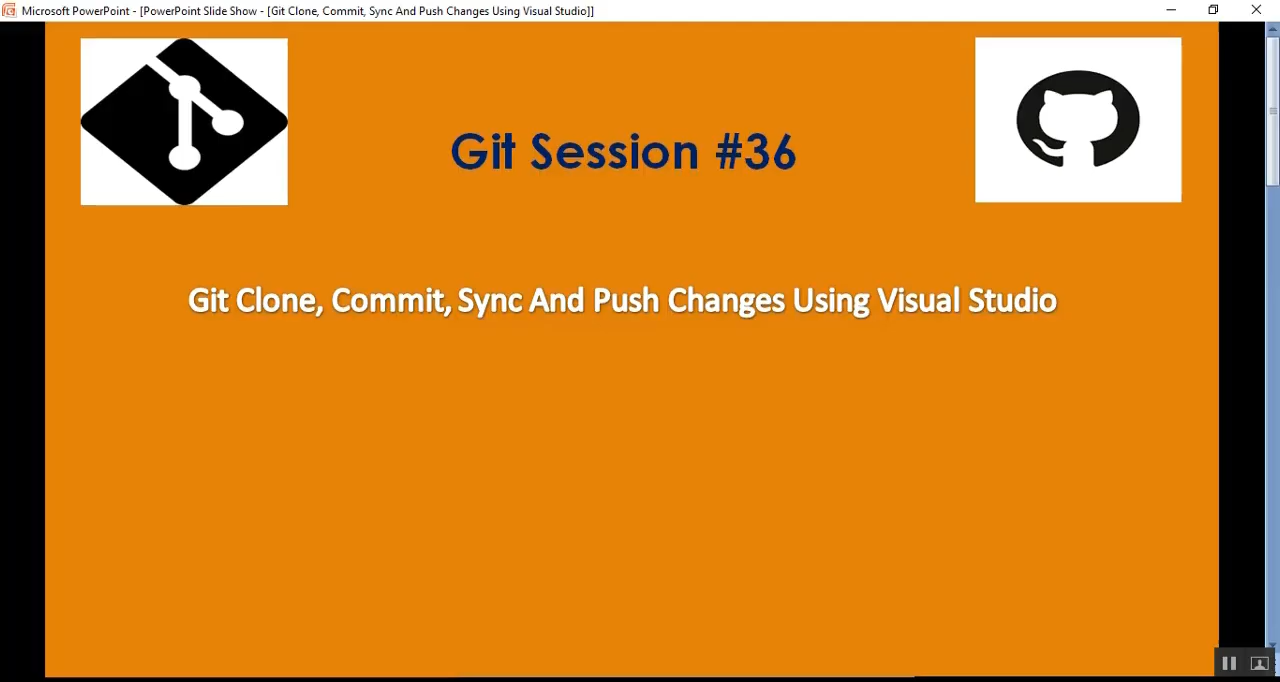 Microsoft PowerPoint - [PowerPoint Slide Show - [Git Clone, Commit, Sync And Push Changes Using Visual Studio]]
Git Session #36
Git Clone, Commit, Sync And Push Changes Using Visual Studio